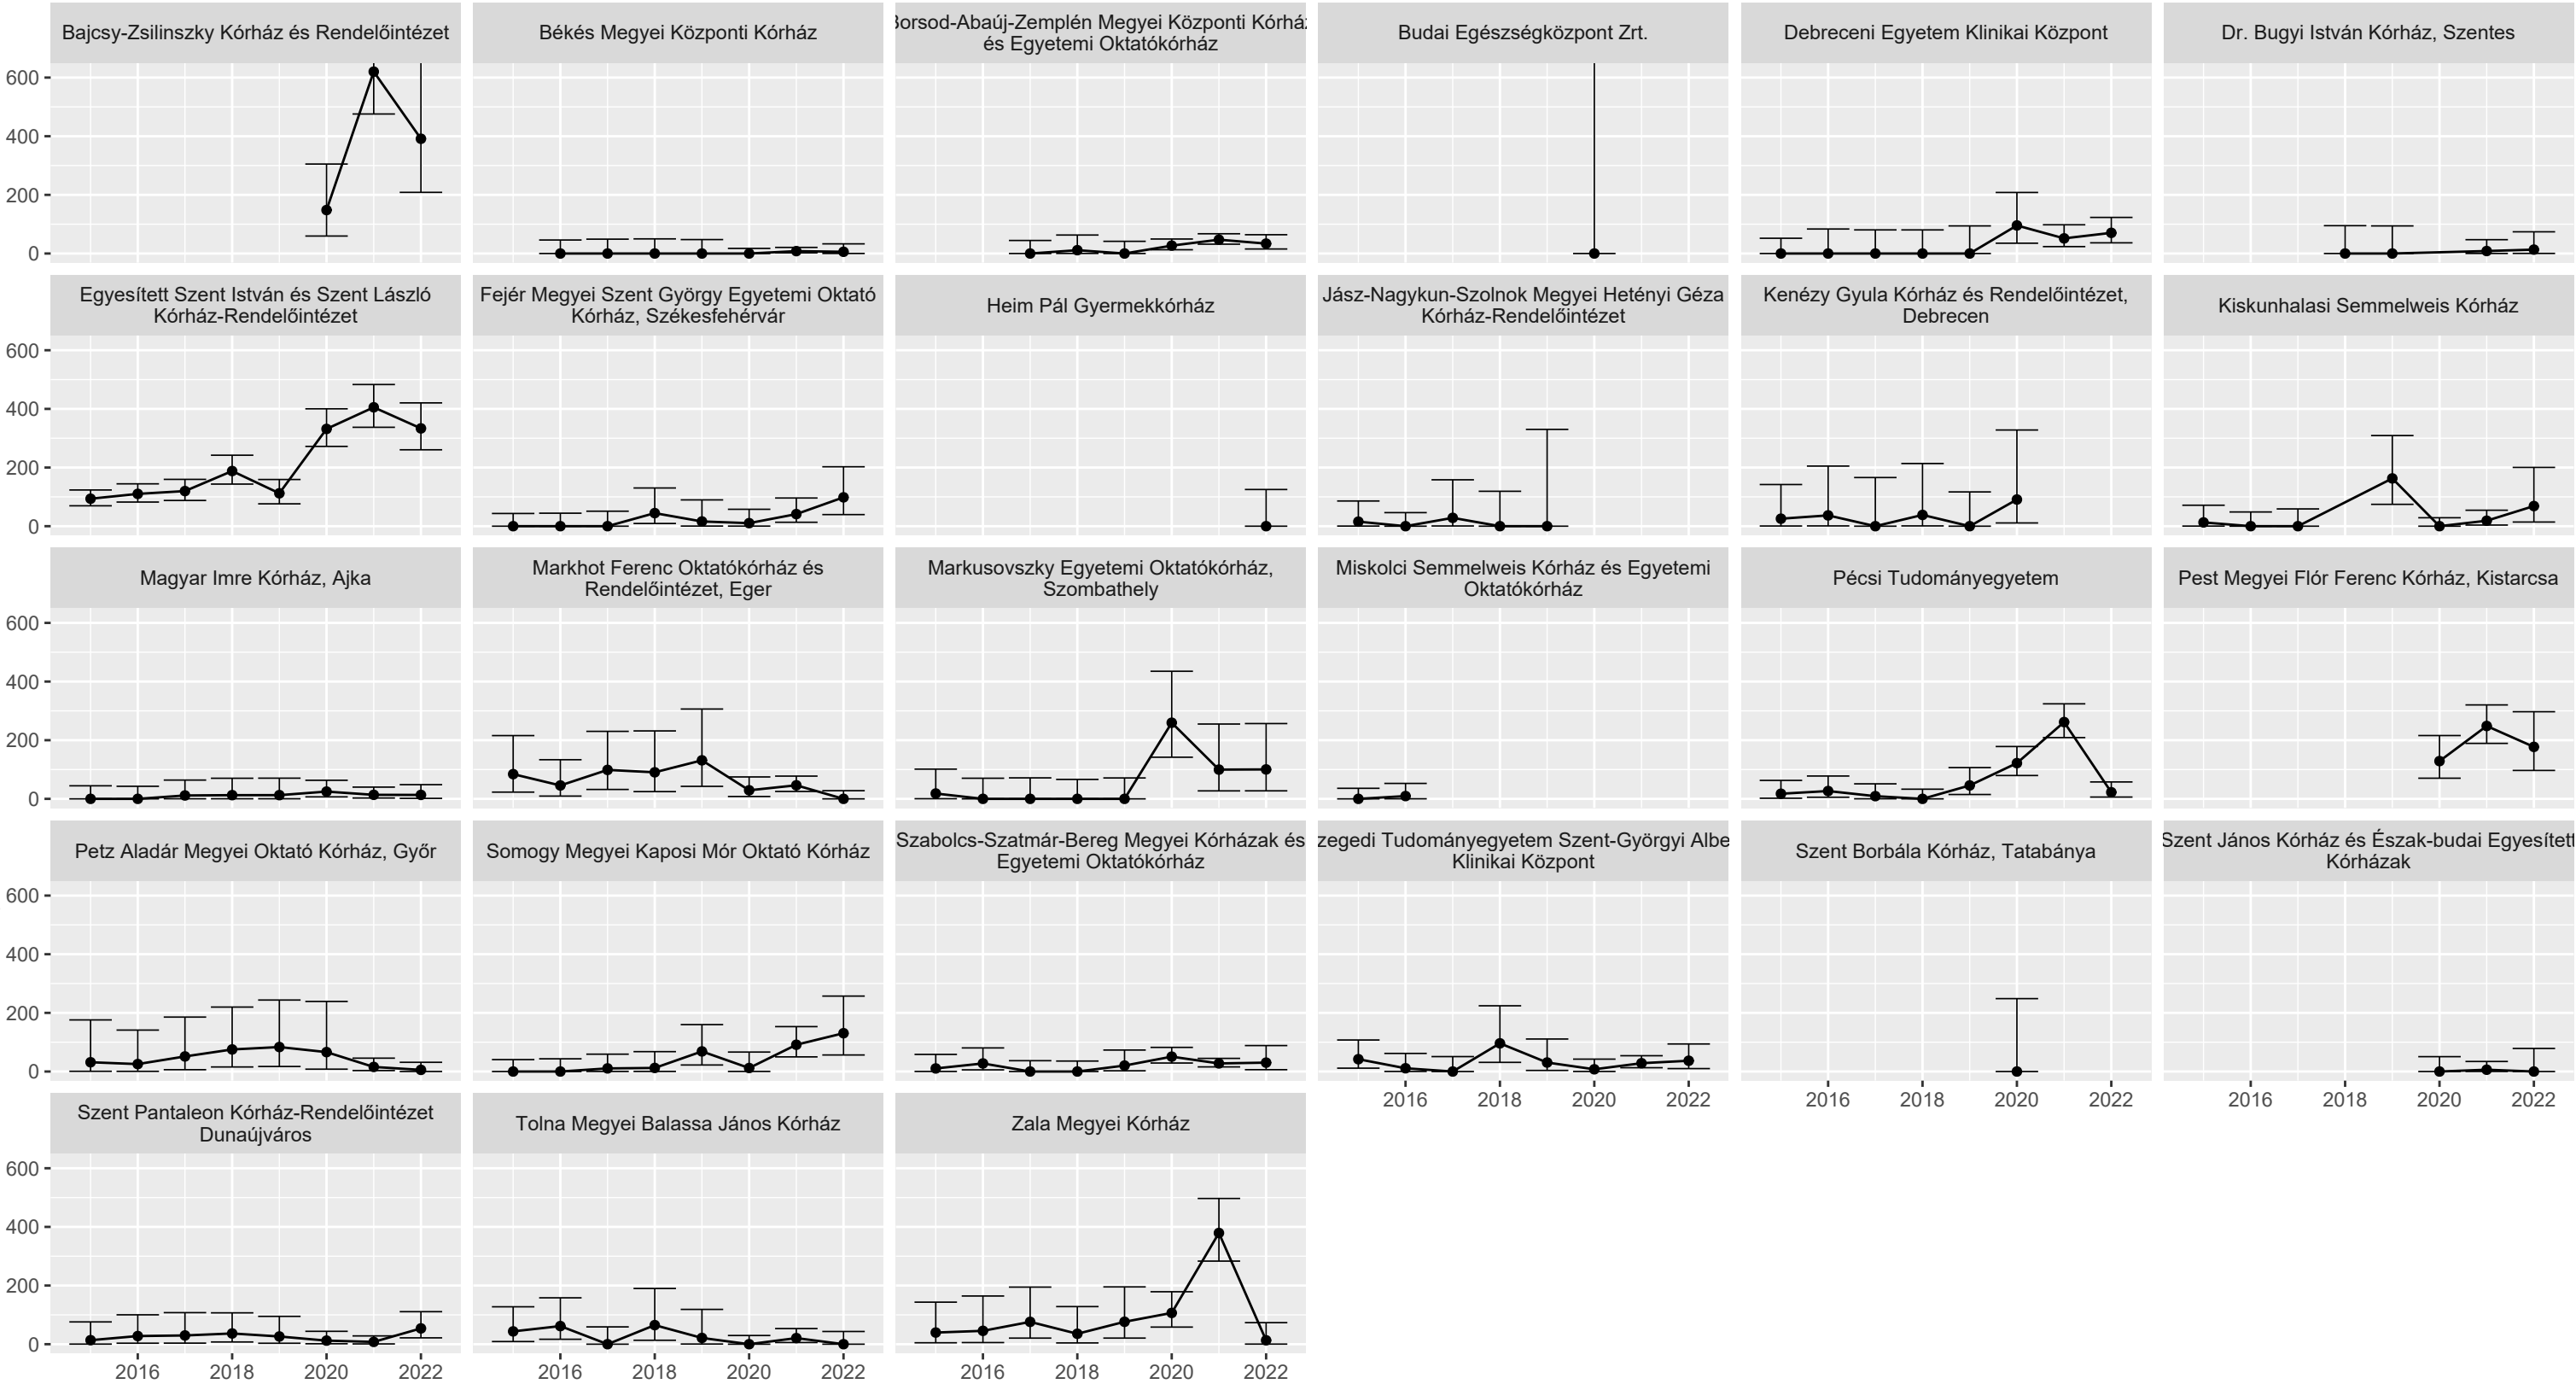 Bajcsy-Zsilinszky Kórház és Rendelőintézet
Békés Megyei Központi Kórház
Borsod-Abaúj-Zemplén Megyei Központi Kórház
és Egyetemi Oktatókórház
Budai Egészségközpont Zrt.
Debreceni Egyetem Klinikai Központ
Dr. Bugyi István Kórház, Szentes
600
400
200
0
Egyesített Szent István és Szent László
Kórház-Rendelőintézet
Fejér Megyei Szent György Egyetemi Oktató
Kórház, Székesfehérvár
Heim Pál Gyermekkórház
Jász-Nagykun-Szolnok Megyei Hetényi Géza
Kórház-Rendelőintézet
Kenézy Gyula Kórház és Rendelőintézet,
Debrecen
Kiskunhalasi Semmelweis Kórház
600
400
200
0
Magyar Imre Kórház, Ajka
Markhot Ferenc Oktatókórház és
Rendelőintézet, Eger
Markusovszky Egyetemi Oktatókórház,
Szombathely
Miskolci Semmelweis Kórház és Egyetemi
Oktatókórház
Pécsi Tudományegyetem
Pest Megyei Flór Ferenc Kórház, Kistarcsa
600
400
200
0
Petz Aladár Megyei Oktató Kórház, Győr
Somogy Megyei Kaposi Mór Oktató Kórház
Szabolcs-Szatmár-Bereg Megyei Kórházak és
Egyetemi Oktatókórház
zegedi Tudományegyetem Szent-Györgyi Albe
Klinikai Központ
Szent Borbála Kórház, Tatabánya
Szent János Kórház és Észak-budai Egyesített
Kórházak
600
400
200
0
2016 2018 2020 2022
2016 2018 2020 2022
2016 2018 2020 2022
Szent Pantaleon Kórház-Rendelőintézet
Dunaújváros
Tolna Megyei Balassa János Kórház
Zala Megyei Kórház
600
400
200
0
2016 2018 2020 2022
2016 2018 2020 2022
2016 2018 2020 2022